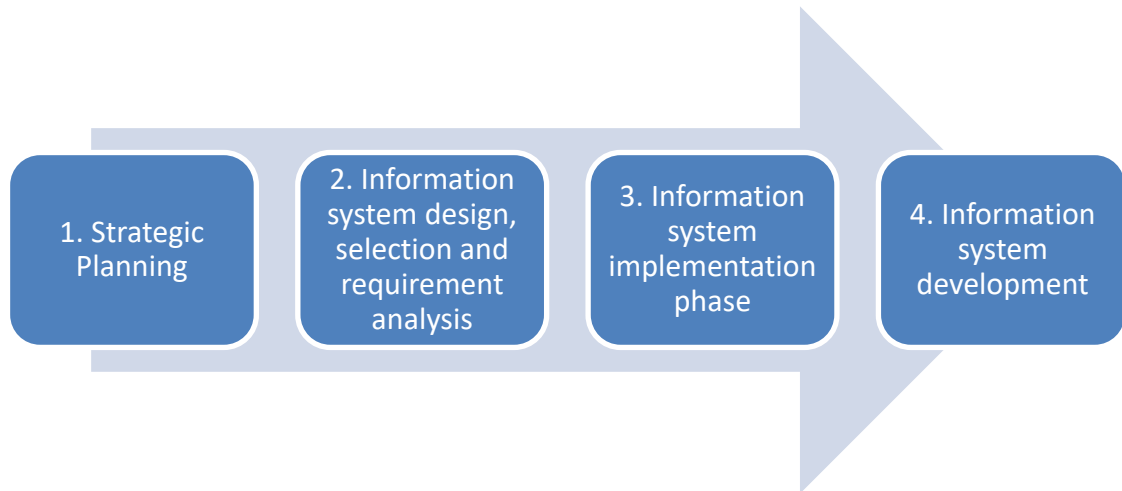 1. Strategic
Planning
2. Information
system design,
selection and
requirement
analysis
3. Information
system
implementation
phase
4. Information
system
development